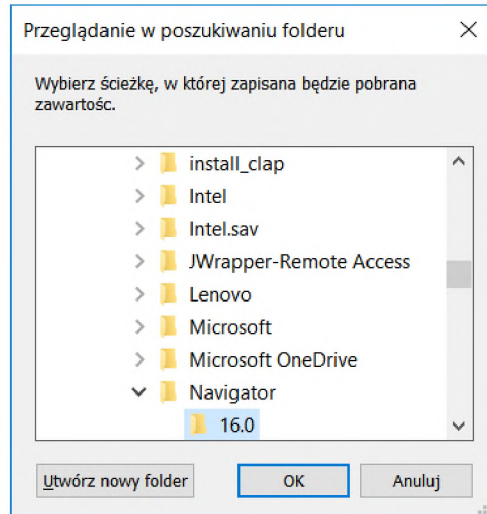 Przeglądanie w poszukiwaniu folderu
Wybierz ścieżkę, w której zapisana będzie pobrana
zawartośc.
install_clap
Intel
Intel.sav
JWrapper-Remote Access
Lenovo
Microsoft
Microsoft OneDrive
Navigator
16.0
Utwórz nowy folder OK Anuluj